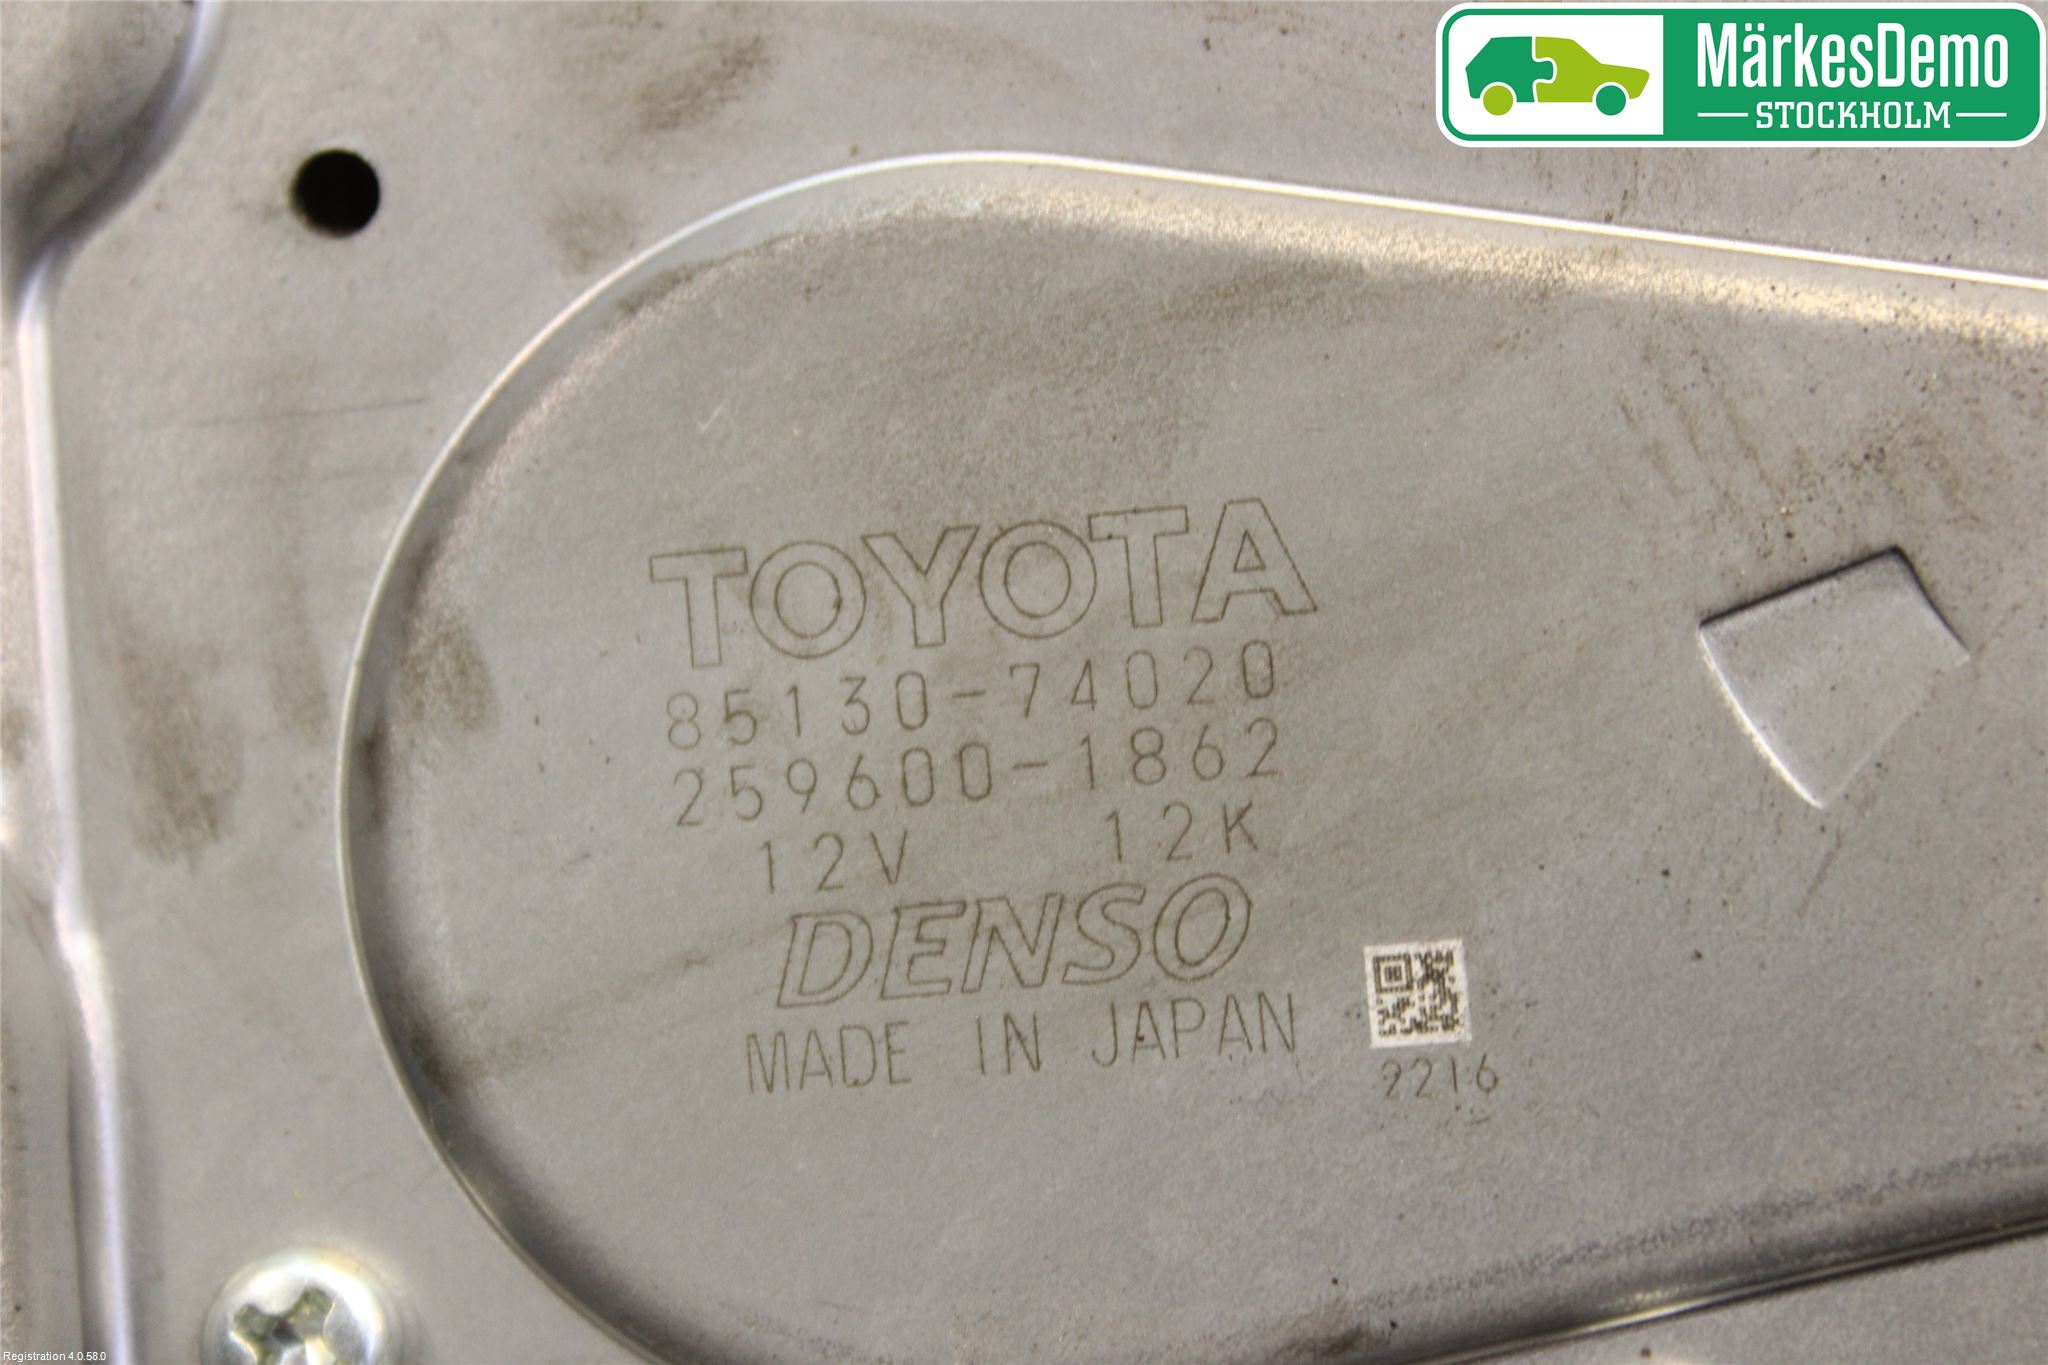 MärkesDemo
STOCKHOLM
TOYOTA
85130-74020
259600-1862
12V 12K
DENSO
MADE IN JAPAN
2216
Registration 4.0.58.0